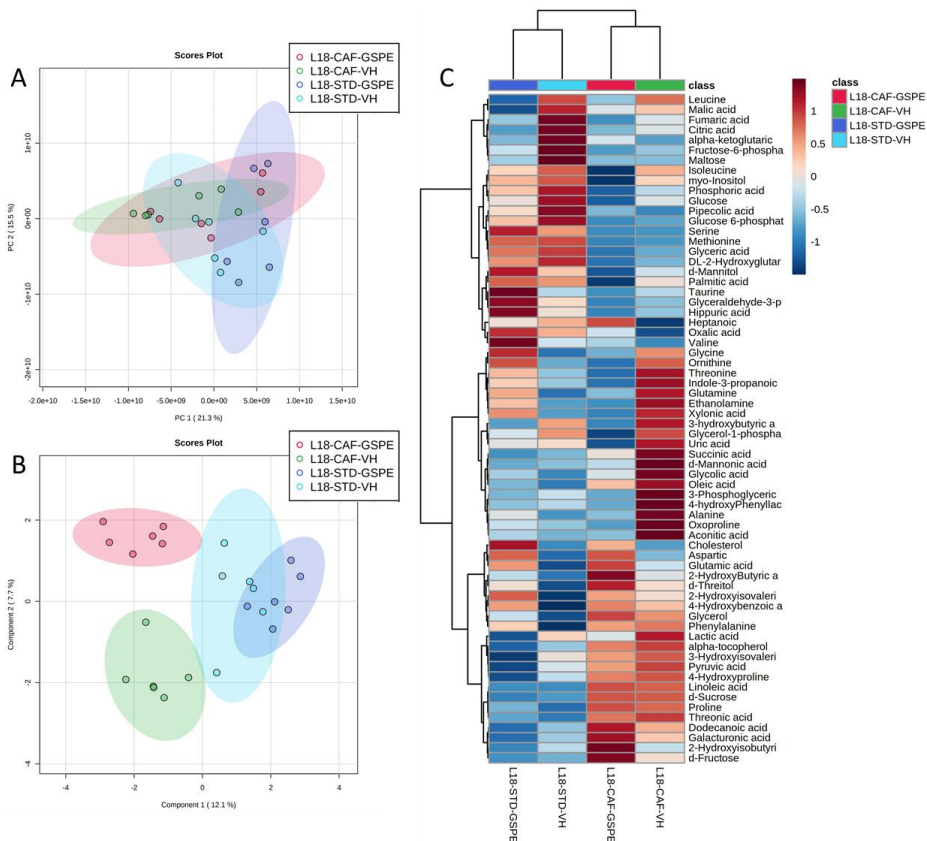 A
Scores Plot
L18-CAF-GSPE
L18-CAF-VH
L18-STD-GSPE
L18-STD-VH
PC 2 ( 15.5 %)
1e+10
0e+00
-1e+10
-2e+10
-2.0e+10 -1.5e+10 -1.0e+10 -5.0e+09 0.0e+00 5.0e+09 1.0e+10 1.5e+10
PC 1 ( 21.3 %)
B
Scores Plot
L18-CAF-GSPE
L18-CAF-VH
L18-STD-GSPE
L18-STD-VH
Component 2 ( 7.7 %)
2
0
-2
-4
-4 -2 0 2 4
Component 1 ( 12.1 %)
C
class
Leucine
Malic acid
Fumaric acid
Citric acid
alpha-ketoglutaric
Fructose-6-phospha
Maltose
Isoleucine
myo-Inositol
Phosphoric acid
Glucose
Pipecolic acid
Glucose 6-phosphat
Serine
Methionine
Glyceric acid
DL-2-Hydroxyglutar
d-Mannitol
Palmitic acid
Taurine
Glyceraldehyde-3-p
Hippuric acid
Heptanoic
Oxalic acid
Valine
Glycine
Ornithine
Threonine
Indole-3-propanoic
Glutamine
Ethanolamine
Xylonic acid
3-hydroxybutyric a
Glycerol-1-phospha
Uric acid
Succinic acid
d-Mannonic acid
Glycolic acid
Oleic acid
3-Phosphoglyceric
4-hydroxyPhenyllac
Alanine
Oxoproline
Aconitic acid
Cholesterol
Aspartic
Glutamic acid
2-HydroxyButyric a
d-Threitol
2-Hydroxyisovaleri
4-Hydroxybenzoic a
Glycerol
Phenylalanine
Lactic acid
alpha-tocopherol
3-Hydroxyisovaleri
Pyruvic acid
4-Hydroxyproline
Linoleic acid
d-Sucrose
Proline
Threonic acid
Dodecanoic acid
Galacturonic acid
2-Hydroxyisobutyri
d-Fructose
L18-STD-GSPE
L18-STD-VH
L18-CAF-GSPE
L18-CAF-VH
1
0.5
0
-0.5
-1
class
L18-CAF-GSPE
L18-CAF-VH
L18-STD-GSPE
L18-STD-VH